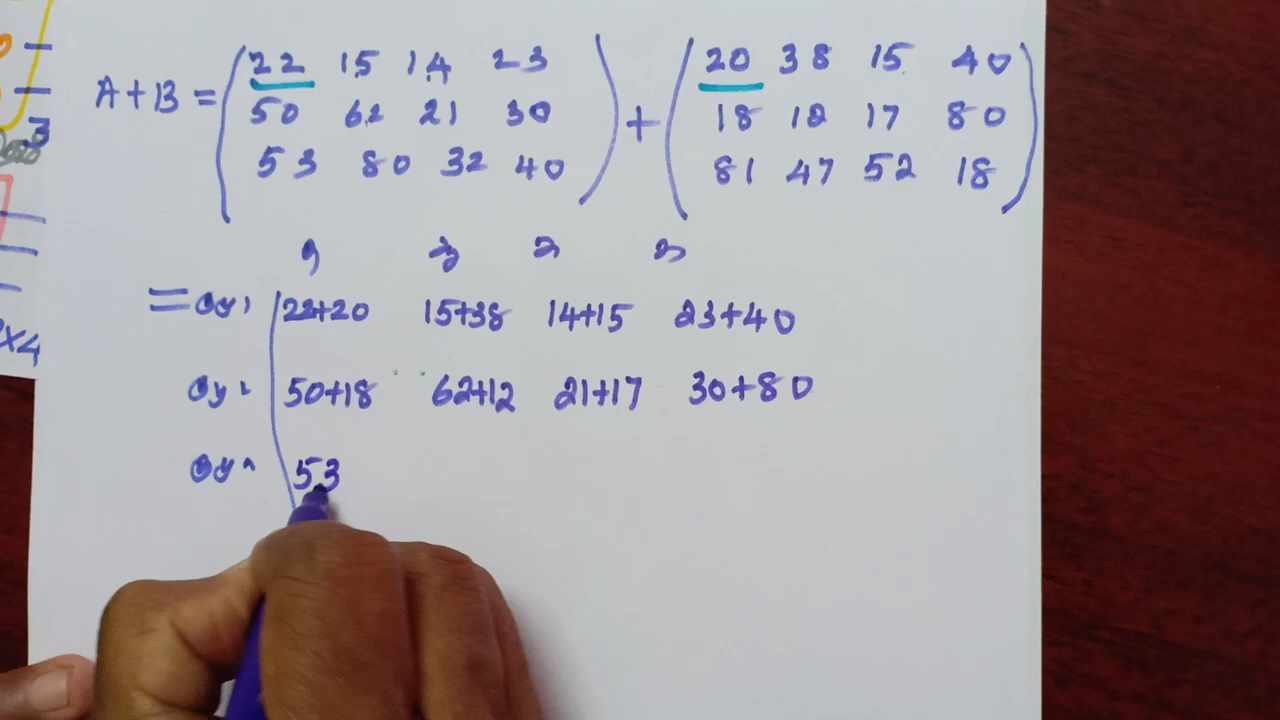 A+B = (22 15 14 23) + (20 38 15 40)
50 62 21 30 18 12 17 80
53 80 32 40 81 47 52 18
= 22+20 15+38 14+15 23+40
50+18 62+12 21+17 30+80
53
3
×4